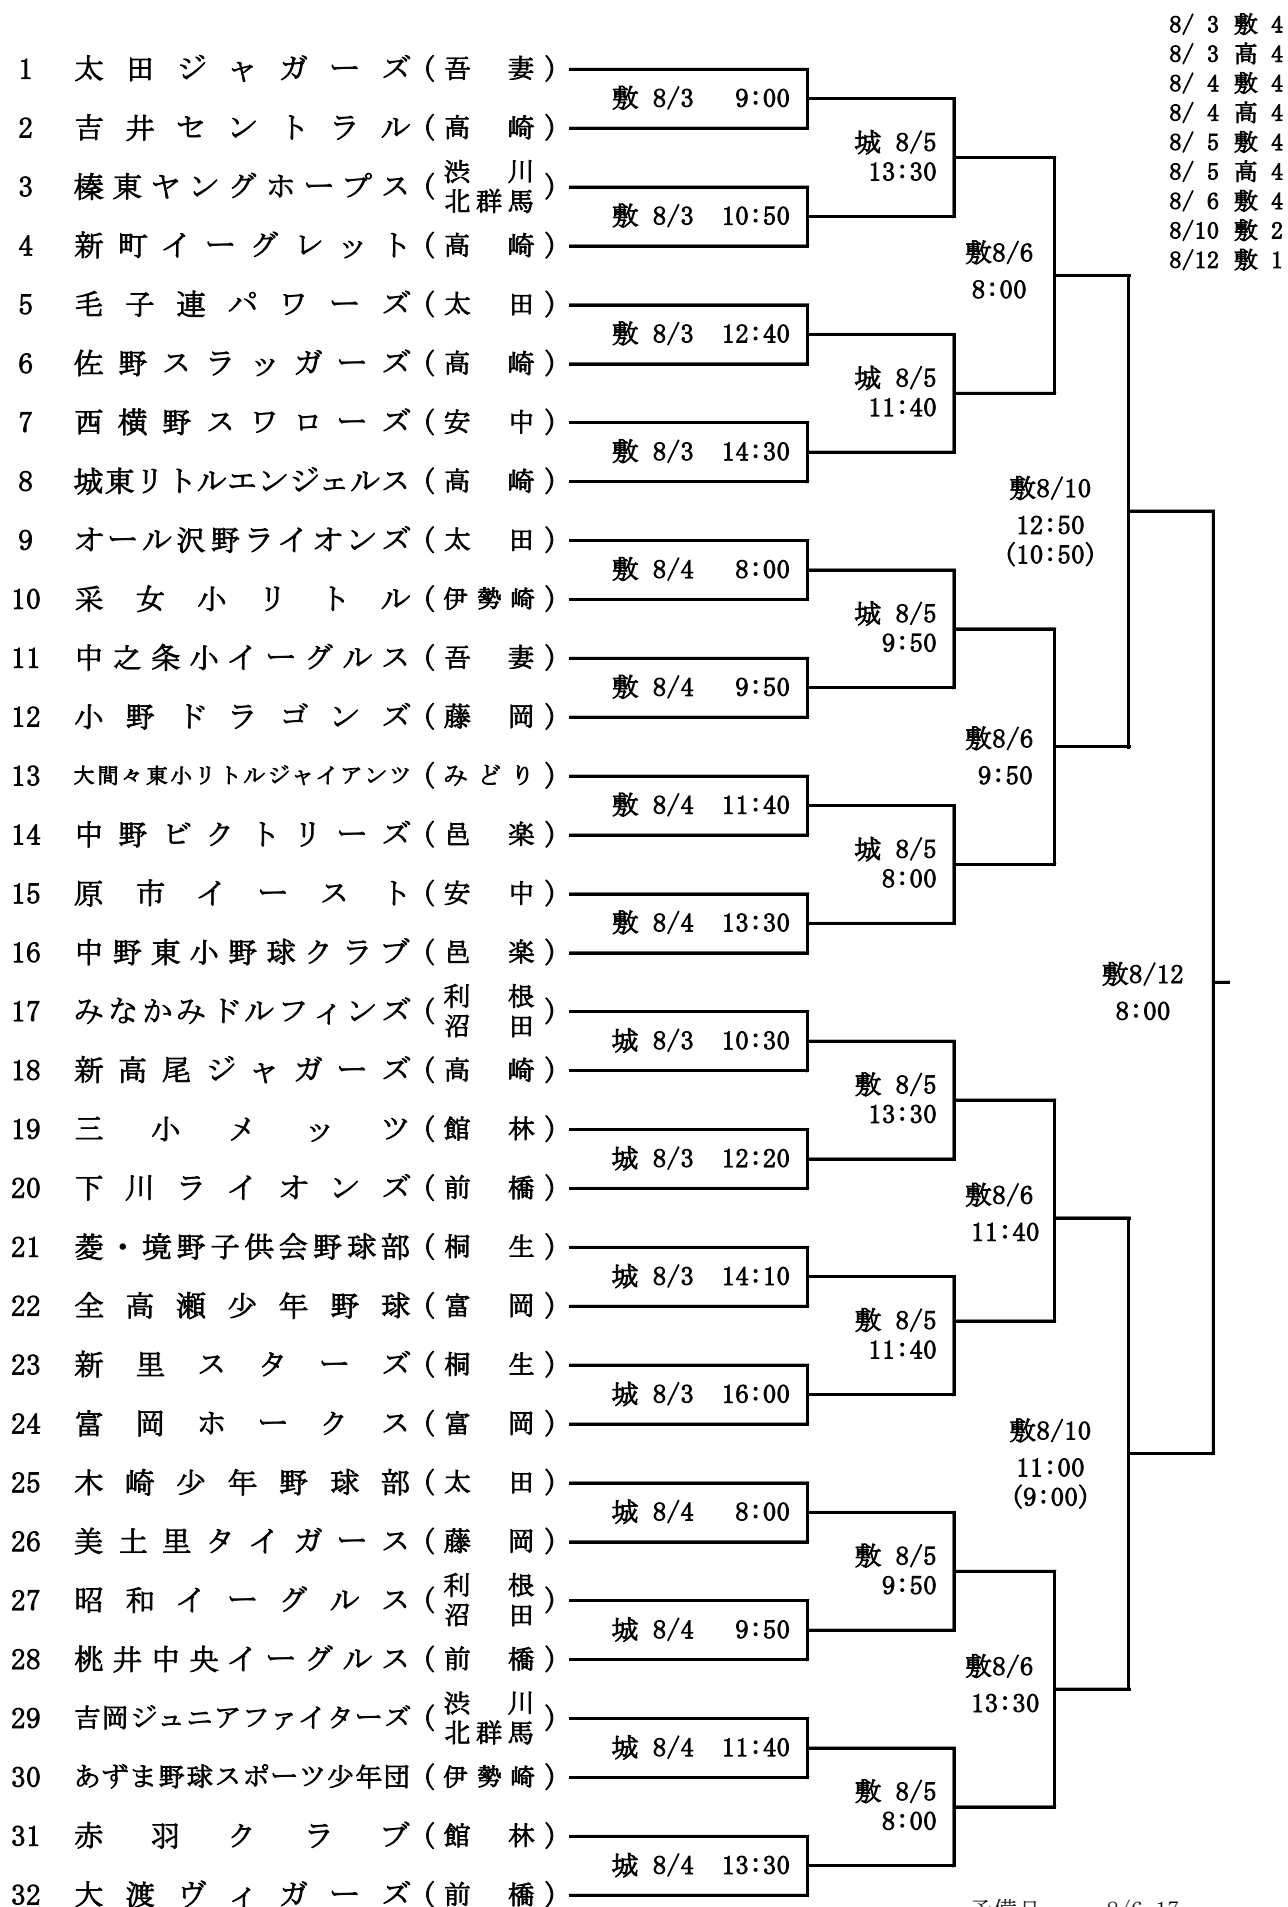 8/ 3 敷 4
8/ 3 高 4
8/ 4 敷 4
8/ 4 高 4
8/ 5 敷 4
8/ 5 高 4
8/ 6 敷 4
8/10 敷 2
8/12 敷 1
1 太田ジャガーズ(吾妻)
敷 8/3 9:00
2 吉井セントラル(高崎)
城 8/5
13:30
3 榛東ヤングホープス(渋川北群馬)
敷 8/3 10:50
4 新町イーグレット(高崎)
敷8/6
8:00
5 毛子連パワーズ(太田)
敷 8/3 12:40
6 佐野スラッガーズ(高崎)
城 8/5
11:40
7 西横野スワローズ(安中)
敷 8/3 14:30
8 城東リトルエンジェルス(高崎)
敷8/10
12:50
(10:50)
9 オール沢野ライオンズ(太田)
敷 8/4 8:00
10 采女小リトル(伊勢崎)
城 8/5
9:50
11 中之条小イーグルス(吾妻)
敷 8/4 9:50
12 小野ドラゴンズ(藤岡)
敷8/6
9:50
13 大間々東小リトルジャイアンツ(みどり)
敷 8/4 11:40
14 中野ビクトリーズ(邑楽)
城 8/5
8:00
15 原市イースト(安中)
敷 8/4 13:30
16 中野東小野球クラブ(邑楽)
敷8/12
8:00
17 みなかみドルフィンズ(利根沼田)
城 8/3 10:30
18 新高尾ジャガーズ(高崎)
敷 8/5
13:30
19 三小メッツ(館林)
城 8/3 12:20
20 下川ライオンズ(前橋)
敷8/6
11:40
21 菱・境野子供会野球部(桐生)
城 8/3 14:10
22 全高瀬少年野球(富岡)
敷 8/5
11:40
23 新里スターズ(桐生)
城 8/3 16:00
24 富岡ホークス(富岡)
敷8/10
11:00
(9:00)
25 木崎少年野球部(太田)
城 8/4 8:00
26 美土里タイガース(藤岡)
敷 8/5
9:50
27 昭和イーグルス(利根沼田)
城 8/4 9:50
28 桃井中央イーグルス(前橋)
敷8/6
13:30
29 吉岡ジュニアファイターズ(渋川北群馬)
城 8/4 11:40
30 あずま野球スポーツ少年団(伊勢崎)
敷 8/5
8:00
31 赤羽クラブ(館林)
城 8/4 13:30
32 大渡ヴィガーズ(前橋)